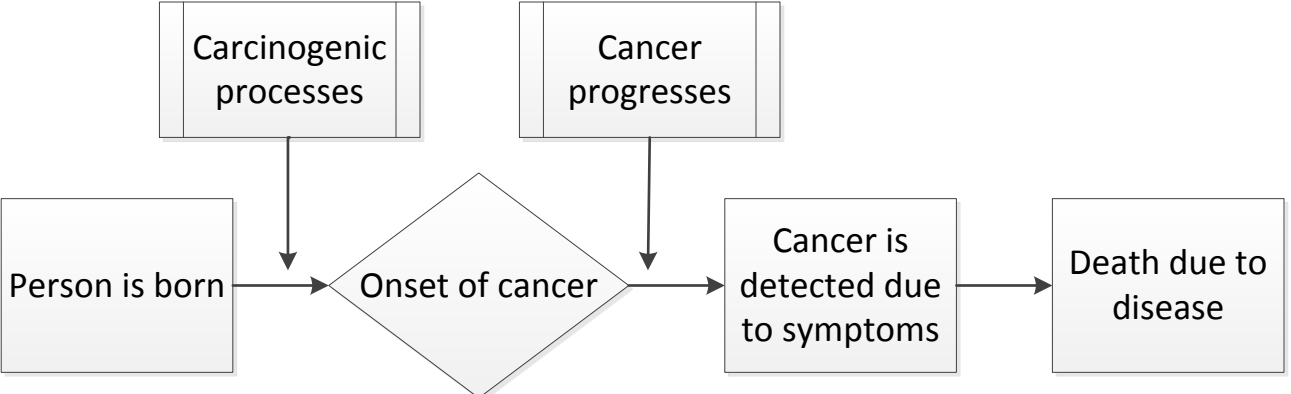 Carcinogenic
processes
Cancer
progresses
Person is born
Onset of cancer
Cancer is
detected due
to symptoms
Death due to
disease